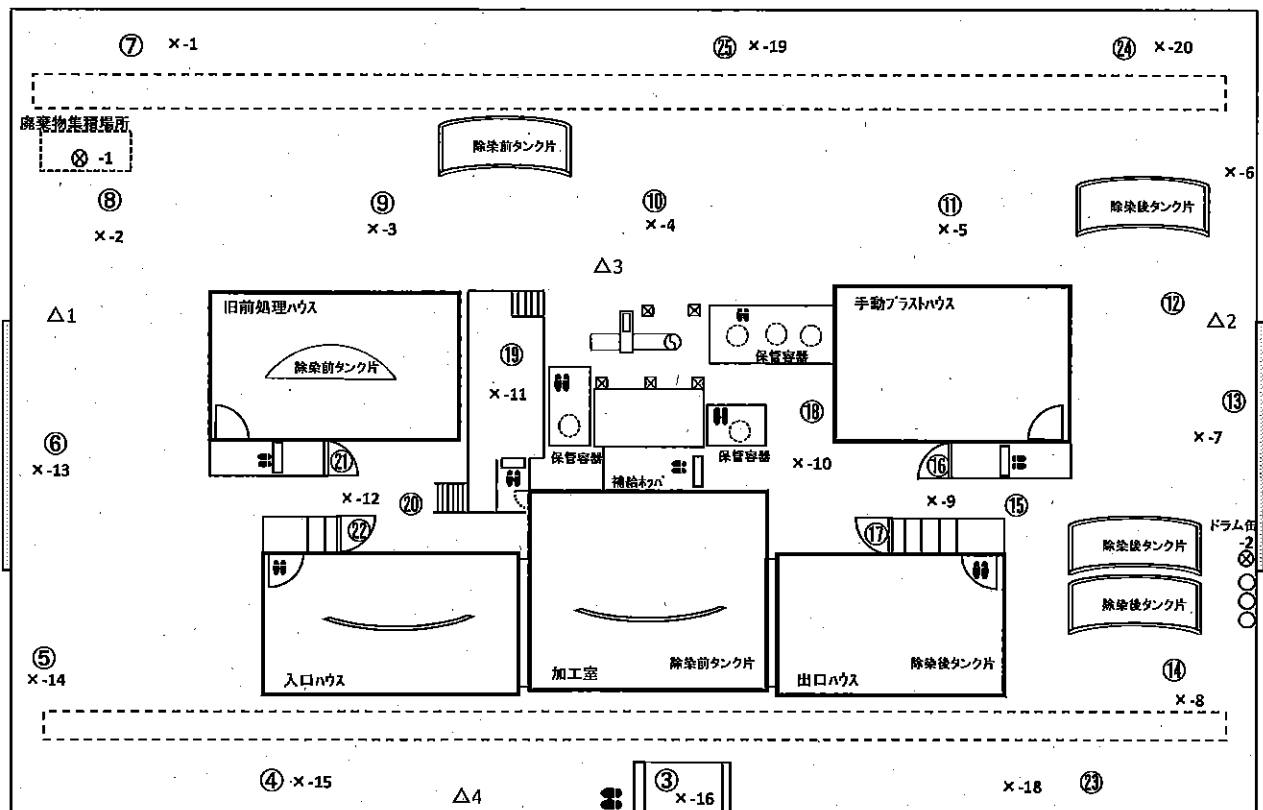 ⑦ ×-1 ㉕ ×-19 ㉔ ×-20
廃棄物集積場所
⊗ -1
除染前タンク片
×-6
除染後タンク片
⑧ ⑨ ⑩ ⑪
×-2 ×-3 ×-4 ×-5
△3
△1
旧前処理ハウス
手動ブラストハウス
⑫
△2
保管容器
除染前タンク片
⑲
×-11
⑱
⑬
×-7
⑥
×-13
㉑
保管容器
保管容器
×-10
⑯
補給ホッパ
×-12 ⑳
×-9 ⑮
㉒
⑰
ドラム缶
-2
除染後タンク片
除染後タンク片
⑤
×-14
入口ハウス
加工室
除染前タンク片
出口ハウス
除染後タンク片
⑭
×-8
④ ×-15
△4
③
×-16
×-18 ㉓